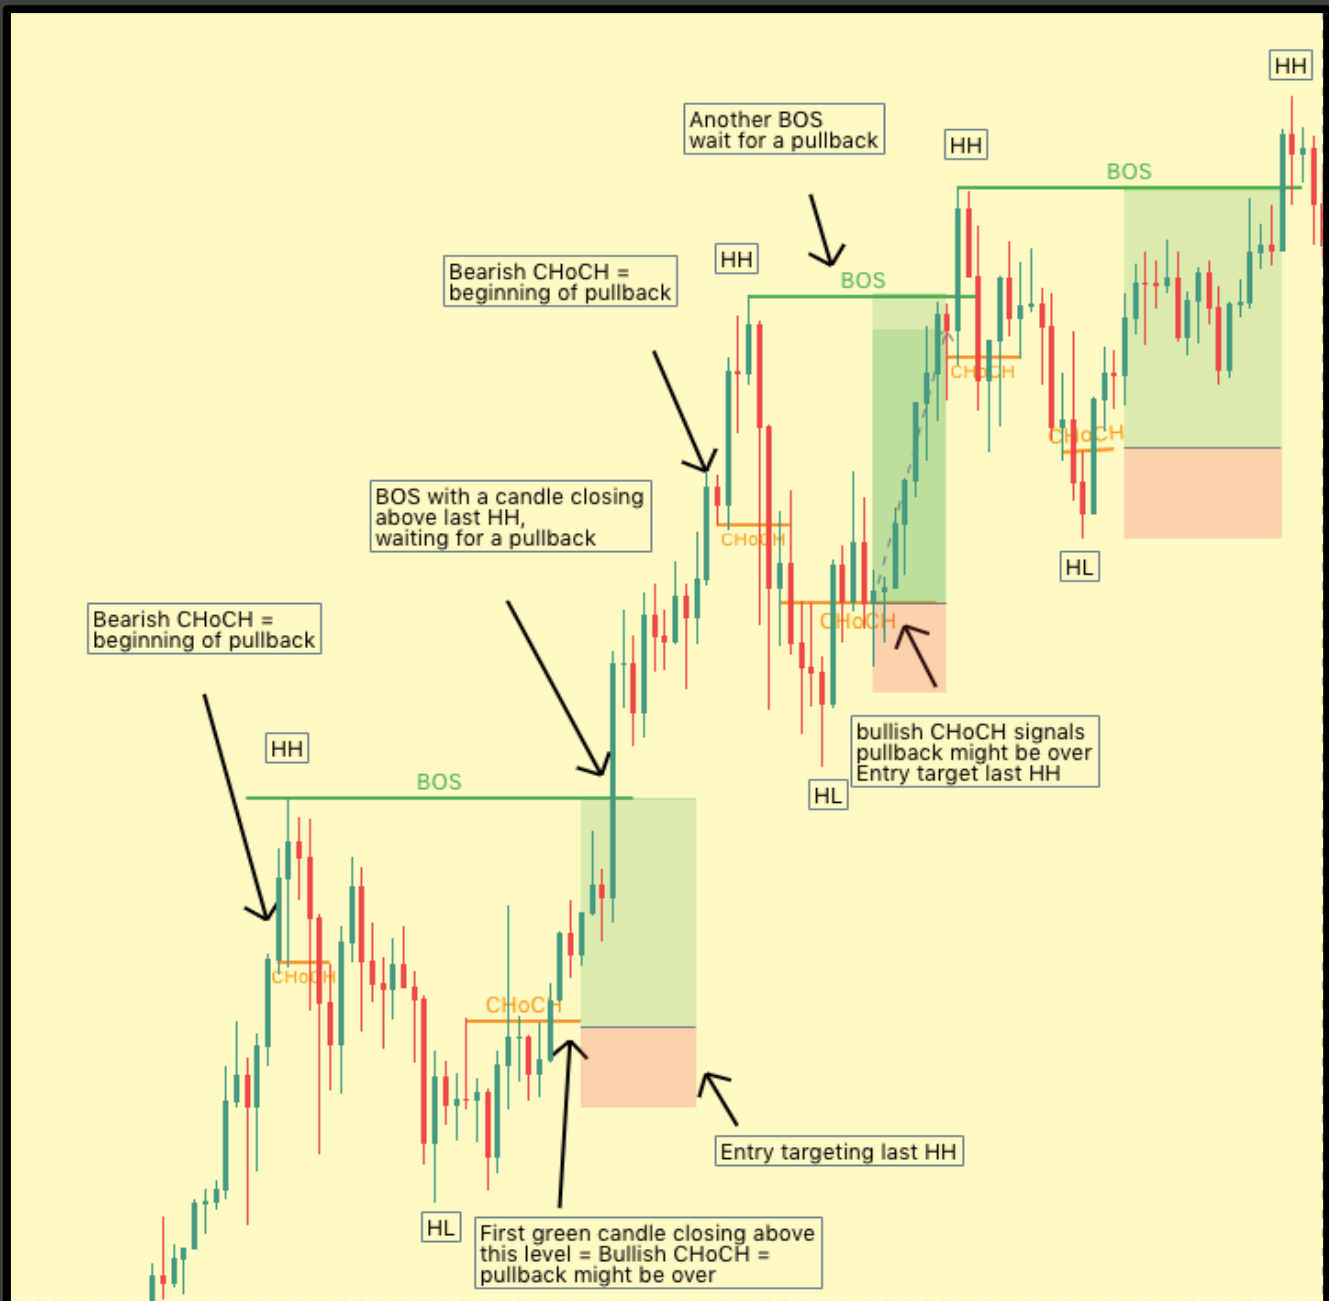 HH
Another BOS
wait for a pullback
HH
BOS
Bearish CHoCH =
beginning of pullback
HH
BOS
CHoCH
CHoCH
BOS with a candle closing
above last HH,
waiting for a pullback
CHoCH
HL
Bearish CHoCH =
beginning of pullback
CHoCH
HH
bullish CHoCH signals
pullback might be over
Entry target last HH
BOS
HL
CHoCH
CHoCH
Entry targeting last HH
HL
First green candle closing above
this level = Bullish CHoCH =
pullback might be over